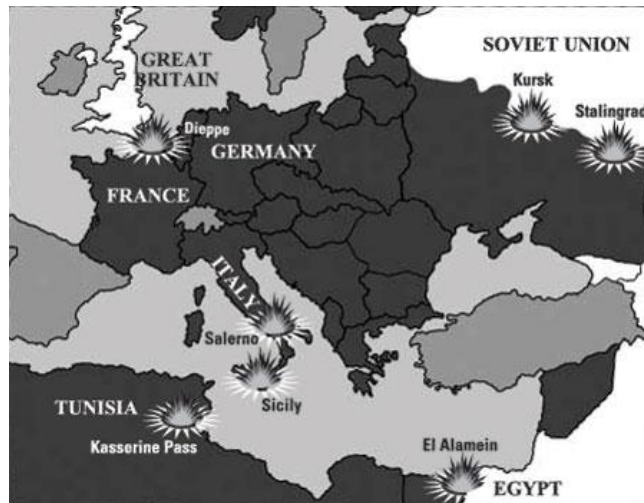 SOVIET UNION
GREAT
BRITAIN
Kursk
Stalingrad
Dieppe
GERMANY
FRANCE
ITALY
Salerno
Sicily
TUNISIA
Kasserine Pass
El Alamein
EGYPT